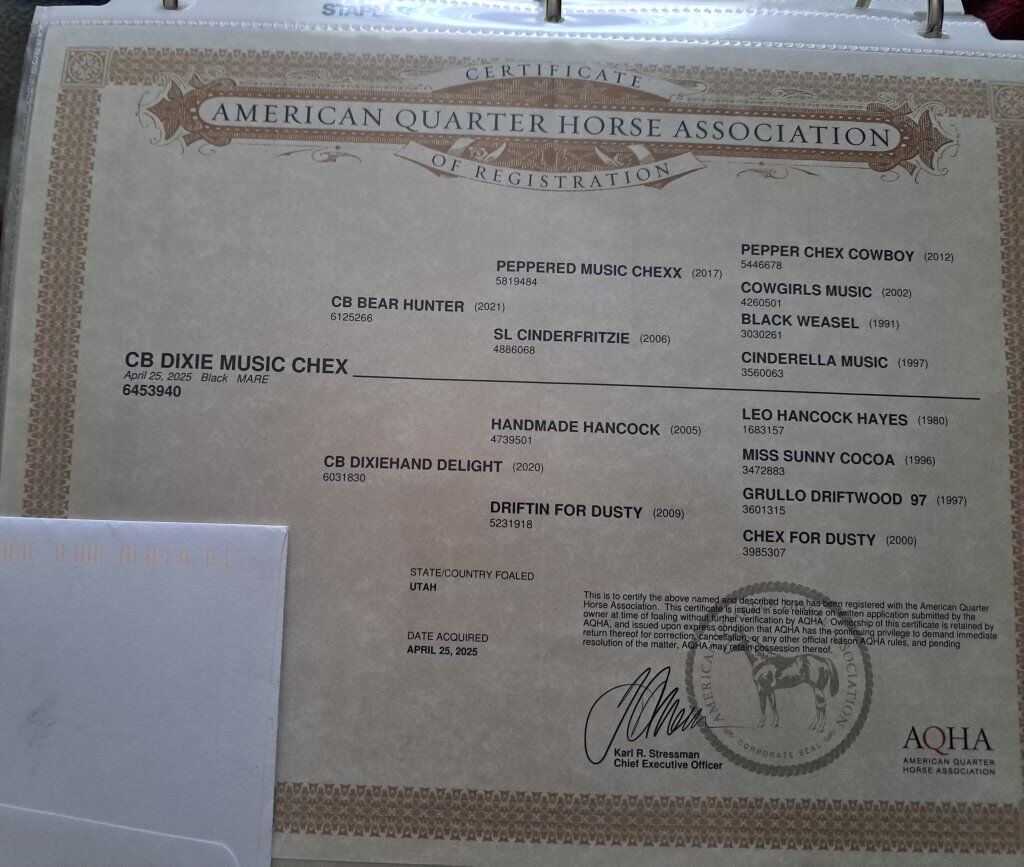 STAPLES
CERTIFICATE
AMERICAN QUARTER HORSE ASSOCIATION
OF REGISTRATION
PEPPER CHEX COWBOY (2012)
5446678
PEPPERED MUSIC CHEXX (2017)
5819484
COWGIRLS MUSIC (2002)
4260501
CB BEAR HUNTER (2021)
6125266
BLACK WEASEL (1991)
3030261
SL CINDERFRITZIE (2006)
4886068
CINDERELLA MUSIC (1997)
3560063
CB DIXIE MUSIC CHEX
April 25, 2025 Black MARE
6453940
LEO HANCOCK HAYES (1980)
1683157
HANDMADE HANCOCK (2005)
4739501
MISS SUNNY COCOA (1996)
3472883
CB DIXIEHAND DELIGHT (2020)
6031830
GRULLO DRIFTWOOD 97 (1997)
3601315
DRIFTIN FOR DUSTY (2009)
5231918
CHEX FOR DUSTY (2000)
3985307
STATE/COUNTRY FOALED
UTAH
DATE ACQUIRED
APRIL 25, 2025
This is to certify the above named and described horse has been registered with the American Quarter
Horse Association. This certificate is issued in sole reliance on written application submitted by the
owner at time of foaling without further verification by AQHA. Ownership of this certificate is retained by
AQHA, and issued upon express condition that AQHA has the continuing privilege to demand immediate
return thereof for correction, cancellation, or any other official reason AQHA rules, and pending
resolution of the matter, AQHA may retain possession thereof.
Karl R. Stressman
Chief Executive Officer
CORPORATE SEAL
AQHA
AMERICAN QUARTER
HORSE ASSOCIATION